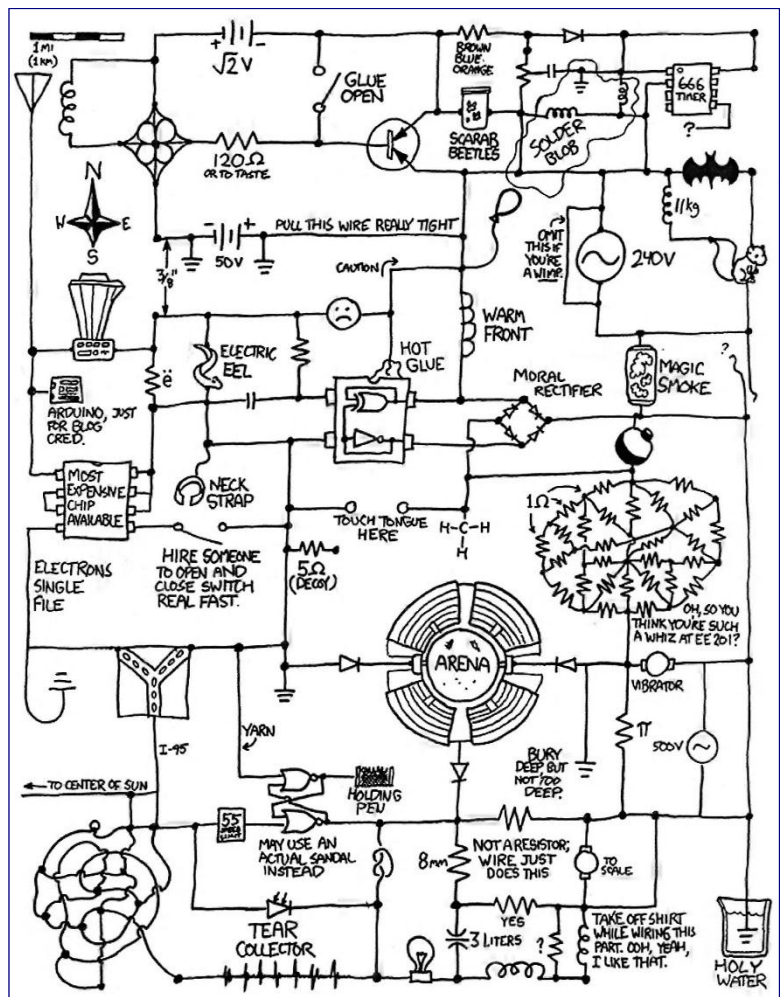 1 MI
(1 KM)
+ -
√2 V
GLUE
OPEN
BROWN
BLUE
ORANGE
666
TIMER
?
120Ω
OR TO TASTE
SCARAB
BEETLES
SOLDER
BLOB
N
W E
S
- +
50V
PULL THIS WIRE REALLY TIGHT
3/8"
CAUTION
OMIT
THIS IF
YOU'RE
A WIMP.
240V
11kg
?
ELECTRIC
EEL
WARM
FRONT
HOT
GLUE
MORAL
RECTIFIER
MAGIC
SMOKE
ë
ARDUINO, JUST
FOR BLOG
CRED.
MOST
EXPENSIVE
CHIP
AVAILABLE
NECK
STRAP
TOUCH TONGUE
HERE
H-C-H
H
1Ω
ELECTRONS
SINGLE
FILE
HIRE SOMEONE
TO OPEN AND
CLOSE SWITCH
REAL FAST.
5Ω
(DECOY)
OH, SO YOU
THINK YOU'RE SUCH
A WHIZ AT EE 201?
ARENA
VIBRATOR
I-95
YARN
π
500V
BURY
DEEP BUT
NOT TOO
DEEP.
TO CENTER OF SUN
HOLDING
PEN
55
SPEED
LIMIT
MAY USE AN
ACTUAL SANDAL
INSTEAD
8mm
NOT A RESISTOR;
WIRE JUST
DOES THIS
TO
SCALE
TEAR
COLLECTOR
3 LITERS
YES
?
TAKE OFF SHIRT
WHILE WIRING THIS
PART. OOH, YEAH,
I LIKE THAT.
HOLY
WATER